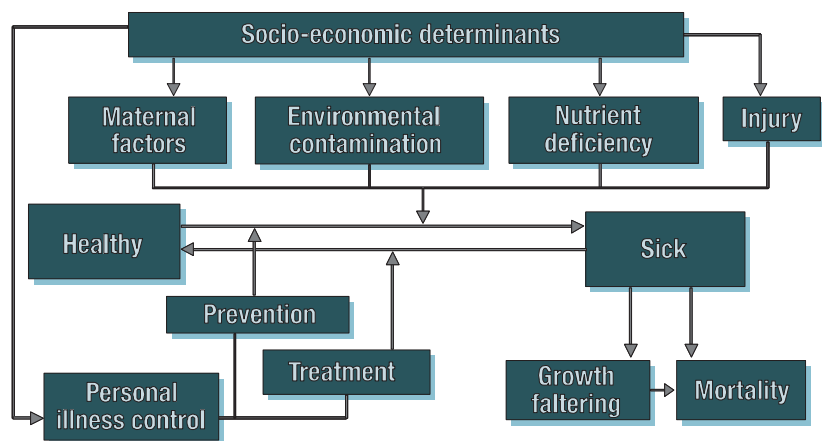 Socio-economic determinants
Maternal
factors
Environmental
contamination
Nutrient
deficiency
Injury
Healthy
Sick
Prevention
Treatment
Personal
illness control
Growth
faltering
Mortality